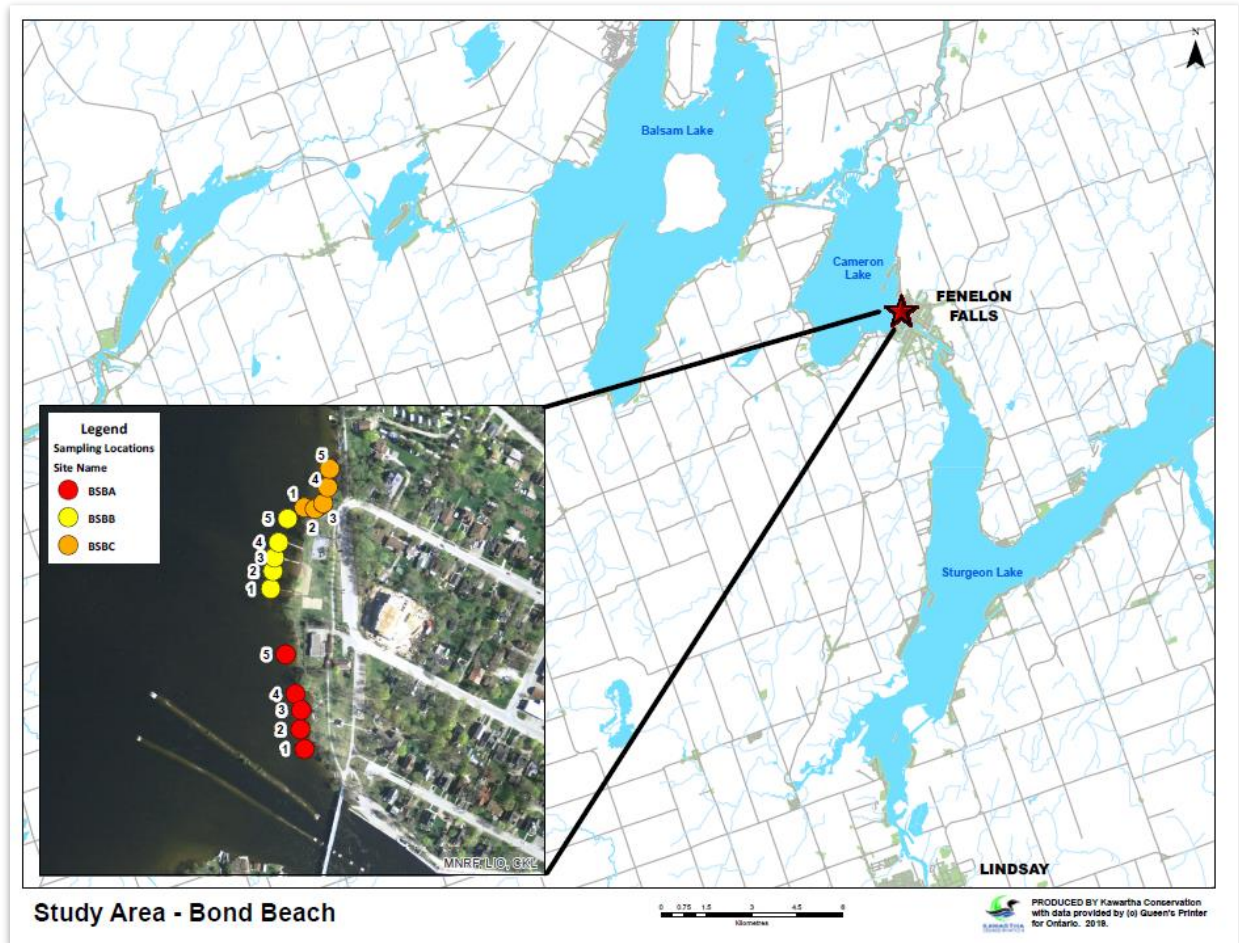 N
Balsam Lake
Cameron
Lake
FENELON
FALLS
Sturgeon Lake
LINDSAY
Legend
Sampling Locations
Site Name
BSBA
BSBB
BSBC
5
4
1
2
3
5
4
3
2
1
5
4
3
2
1
MNRF, LIO, CKL
Study Area - Bond Beach
0 0.75 1.5 3 4.5 6
Kilometres
KAWARTHA
CONSERVATION
PRODUCED BY Kawartha Conservation
with data provided by (c) Queen's Printer
for Ontario. 2019.